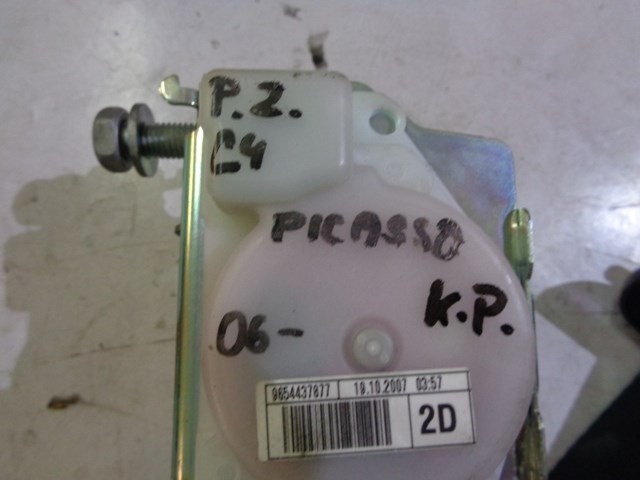 P.Z.
C4
PICASSO
06-
K.P.
9654437877 19.10.2007 03:57
2D